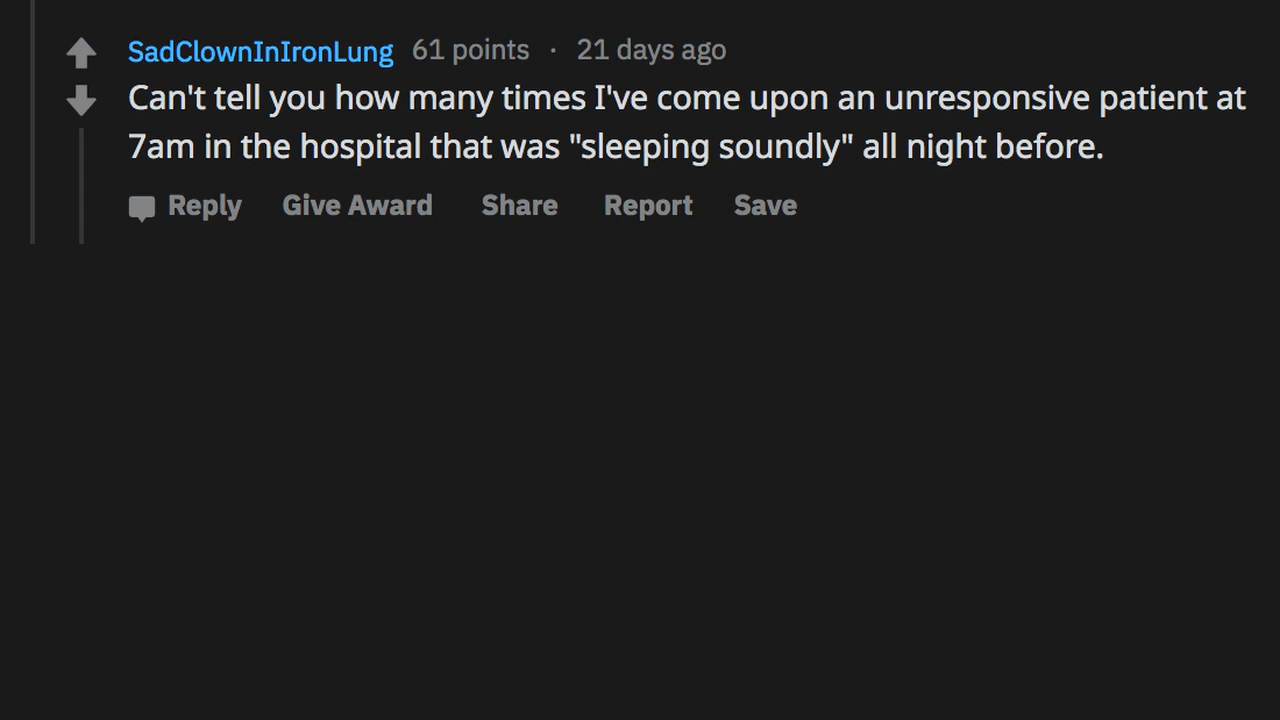 SadClownInIronLung 61 points · 21 days ago
Can't tell you how many times I've come upon an unresponsive patient at
7am in the hospital that was "sleeping soundly" all night before.
Reply Give Award Share Report Save